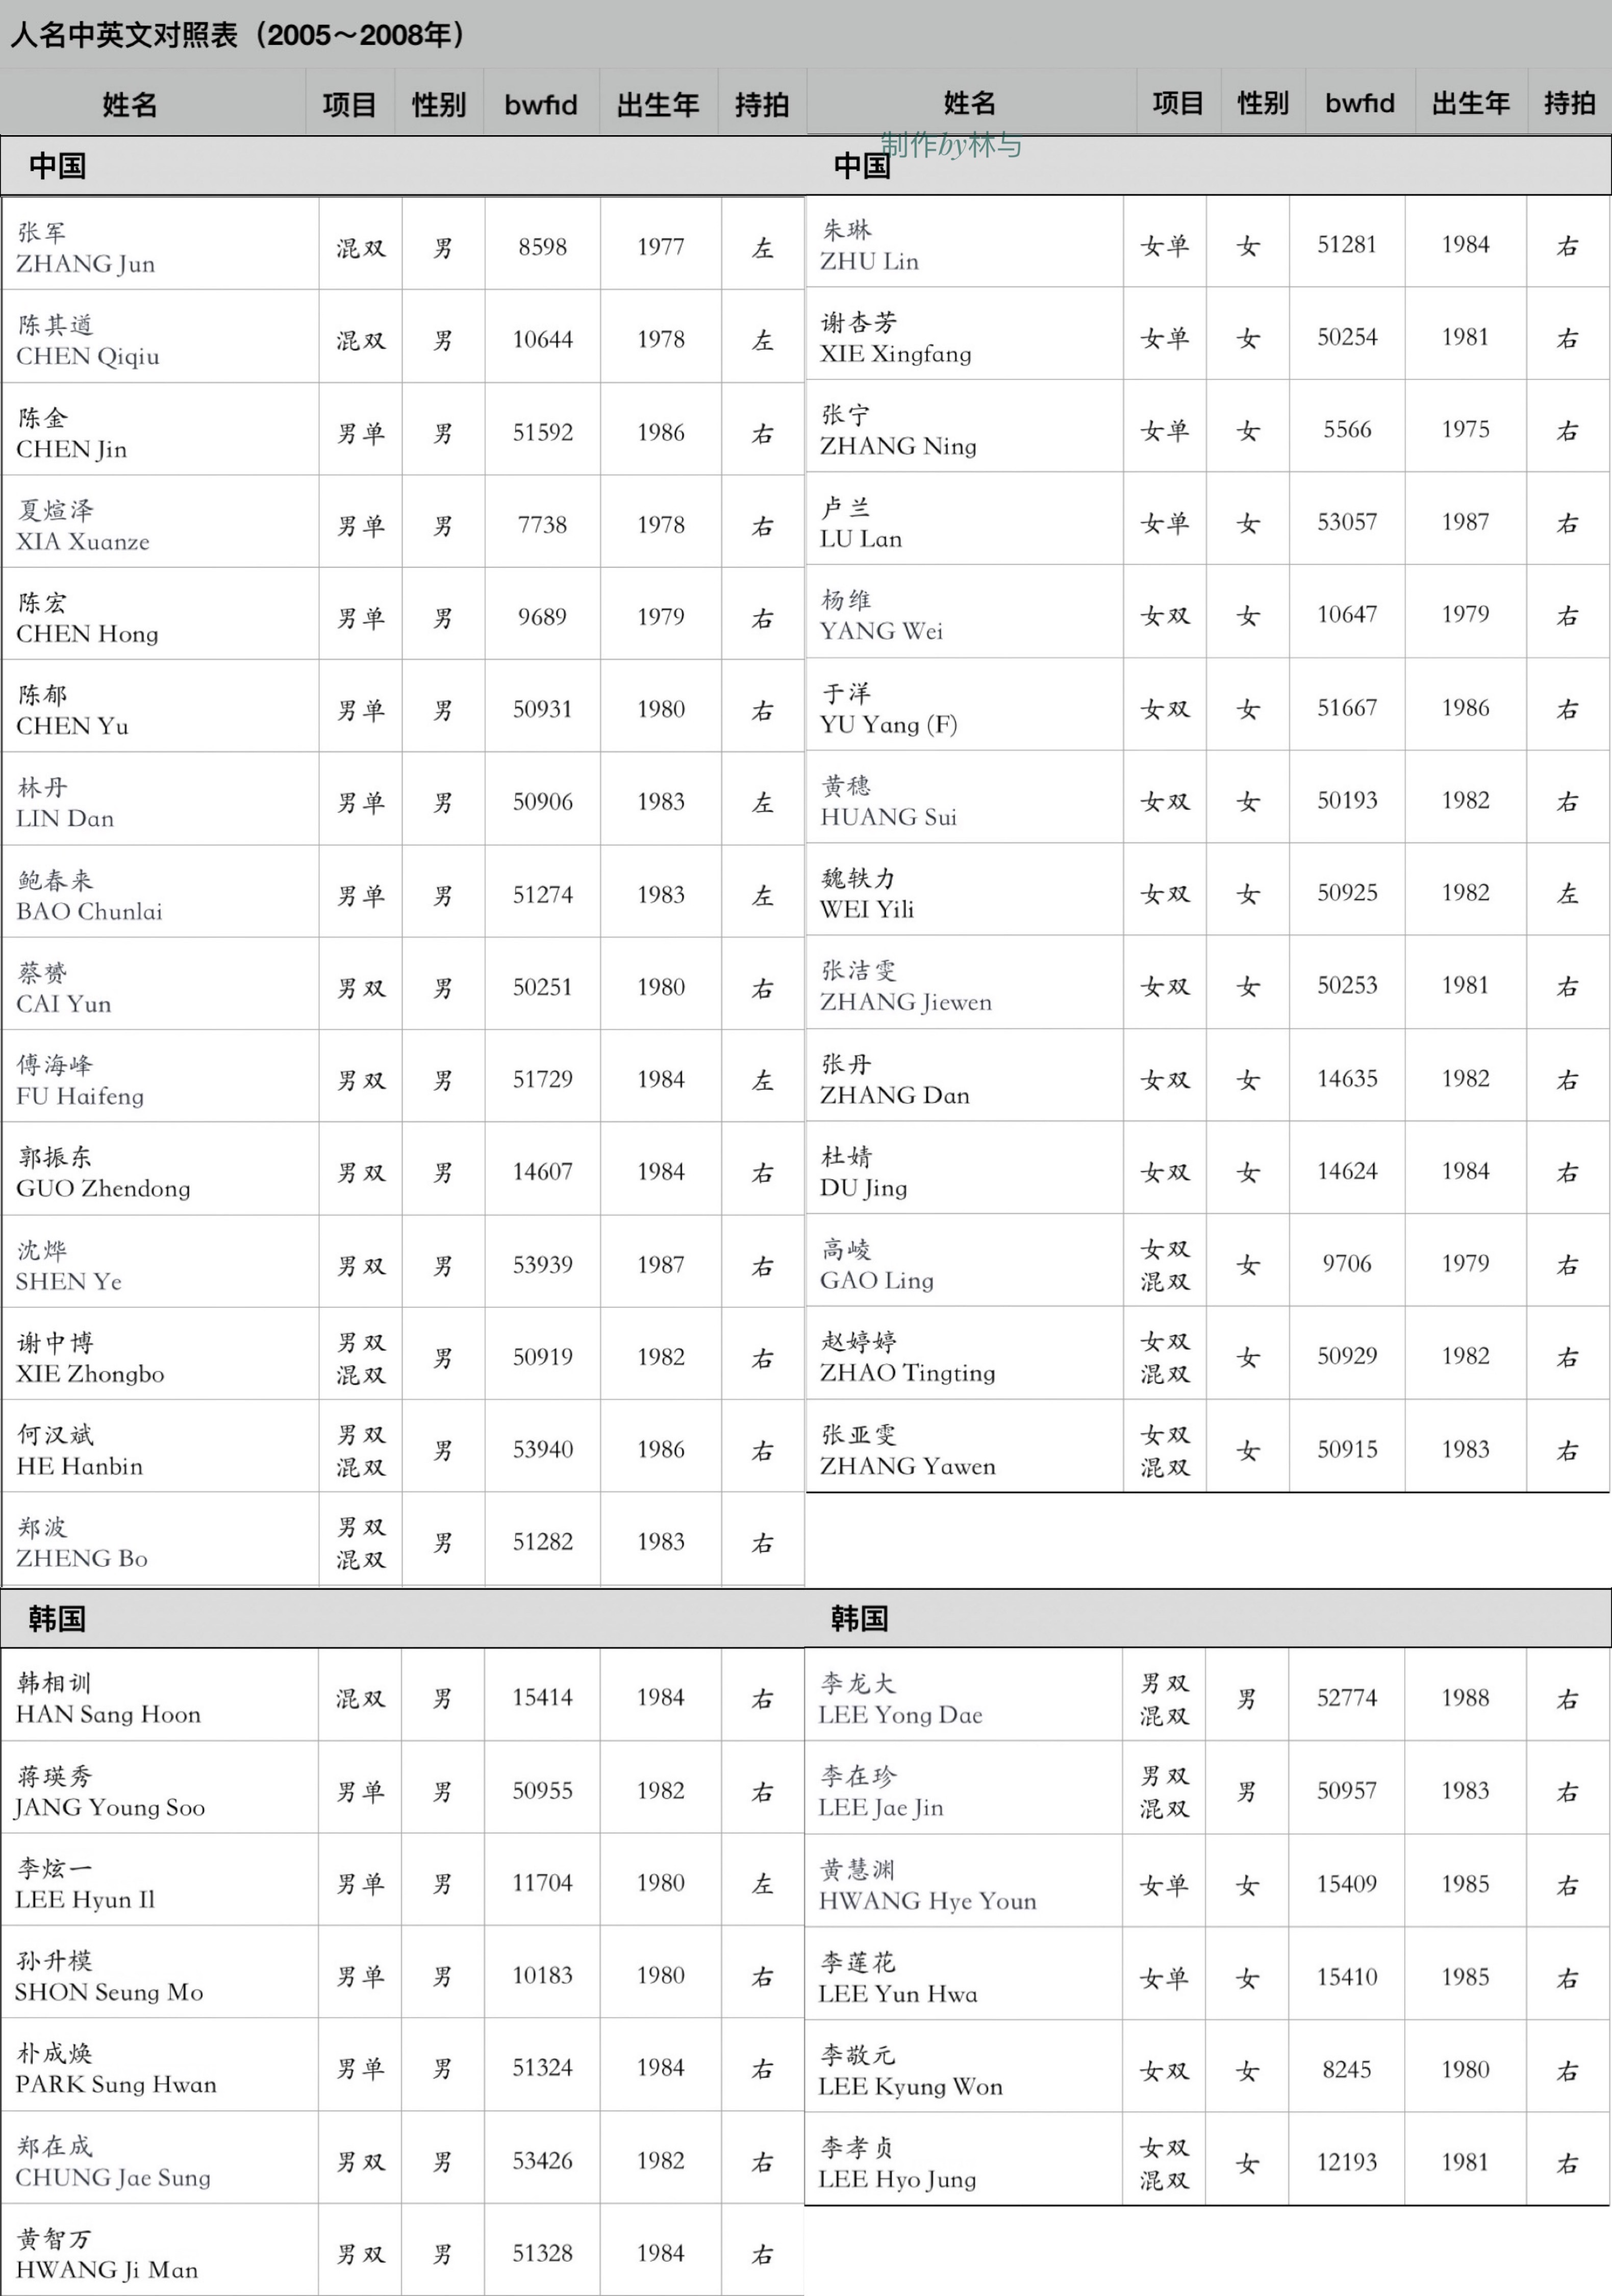 人名中英文对照表（2005～2008年）
姓名 项目 性别 bwfid 出生年 持拍 姓名 项目 性别 bwfid 出生年 持拍
制作by林与
中国 中国
张军
ZHANG Jun 混双 男 8598 1977 左
朱琳
ZHU Lin 女单 女 51281 1984 右
陈其遒
CHEN Qiqiu 混双 男 10644 1978 左
谢杏芳
XIE Xingfang 女单 女 50254 1981 右
陈金
CHEN Jin 男单 男 51592 1986 右
张宁
ZHANG Ning 女单 女 5566 1975 右
夏煊泽
XIA Xuanze 男单 男 7738 1978 右
卢兰
LU Lan 女单 女 53057 1987 右
陈宏
CHEN Hong 男单 男 9689 1979 右
杨维
YANG Wei 女双 女 10647 1979 右
陈郁
CHEN Yu 男单 男 50931 1980 右
于洋
YU Yang (F) 女双 女 51667 1986 右
林丹
LIN Dan 男单 男 50906 1983 左
黄穗
HUANG Sui 女双 女 50193 1982 右
鲍春来
BAO Chunlai 男单 男 51274 1983 左
魏轶力
WEI Yili 女双 女 50925 1982 左
蔡赟
CAI Yun 男双 男 50251 1980 右
张洁雯
ZHANG Jiewen 女双 女 50253 1981 右
傅海峰
FU Haifeng 男双 男 51729 1984 左
张丹
ZHANG Dan 女双 女 14635 1982 右
郭振东
GUO Zhendong 男双 男 14607 1984 右
杜婧
DU Jing 女双 女 14624 1984 右
沈烨
SHEN Ye 男双 男 53939 1987 右
高崚
GAO Ling 女双 混双 女 9706 1979 右
谢中博
XIE Zhongbo 男双 混双 男 50919 1982 右
赵婷婷
ZHAO Tingting 女双 混双 女 50929 1982 右
何汉斌
HE Hanbin 男双 混双 男 53940 1986 右
张亚雯
ZHANG Yawen 女双 混双 女 50915 1983 右
郑波
ZHENG Bo 男双 混双 男 51282 1983 右
韩国 韩国
韩相训
HAN Sang Hoon 混双 男 15414 1984 右
李龙大
LEE Yong Dae 男双 混双 男 52774 1988 右
蒋瑛秀
JANG Young Soo 男单 男 50955 1982 右
李在珍
LEE Jae Jin 男双 混双 男 50957 1983 右
李炫一
LEE Hyun Il 男单 男 11704 1980 左
黄慧渊
HWANG Hye Youn 女单 女 15409 1985 右
孙升模
SHON Seung Mo 男单 男 10183 1980 右
李莲花
LEE Yun Hwa 女单 女 15410 1985 右
朴成焕
PARK Sung Hwan 男单 男 51324 1984 右
李敬元
LEE Kyung Won 女双 女 8245 1980 右
郑在成
CHUNG Jae Sung 男双 男 53426 1982 右
李孝贞
LEE Hyo Jung 女双 混双 女 12193 1981 右
黄智万
HWANG Ji Man 男双 男 51328 1984 右